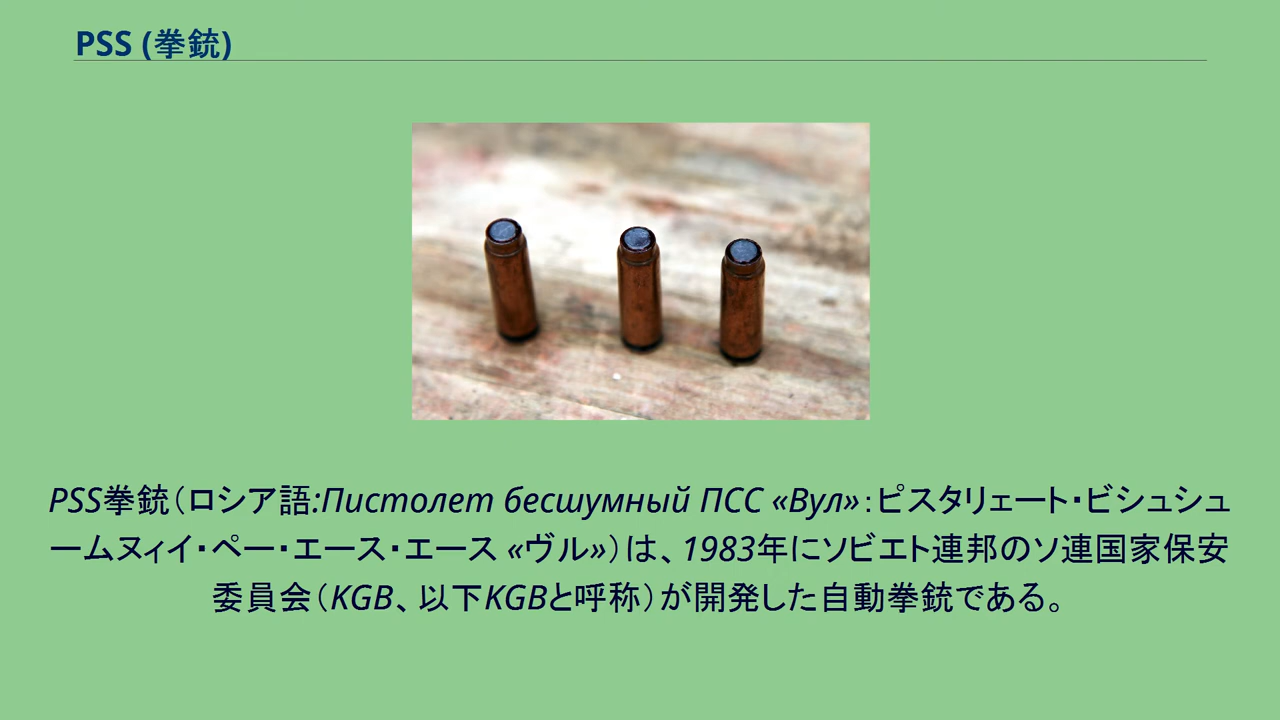 PSS (拳銃)
PSS拳銃（ロシア語:Пистолет бесшумный ПСС «Вул»：ピスタリェート・ビシュシュ
ームヌィイ・ペー・エース・エース «ヴル»）は、1983年にソビエト連邦のソ連国家保安
委員会（KGB、以下KGBと呼称）が開発した自動拳銃である。